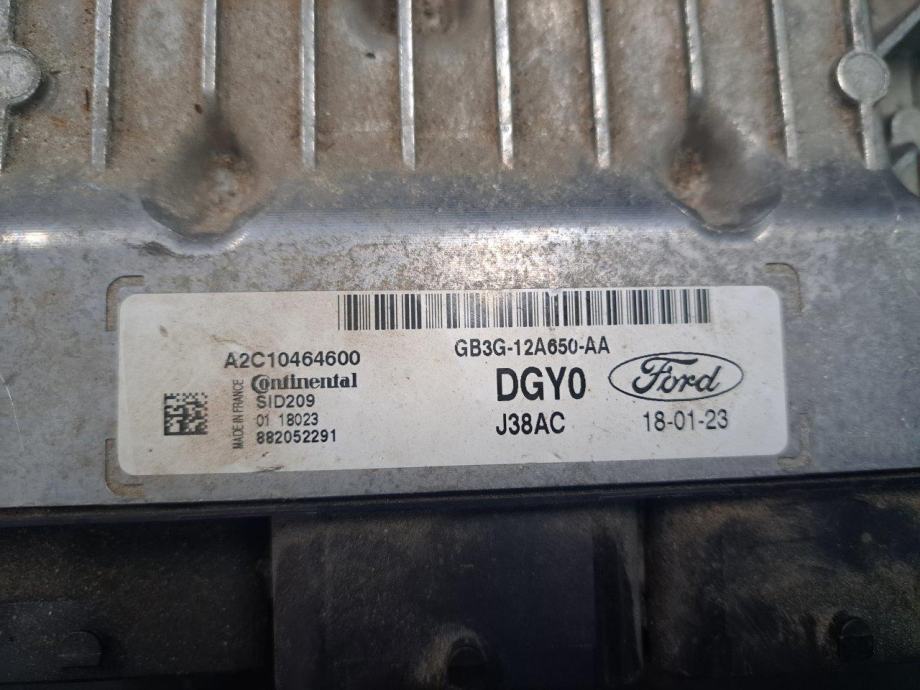 GB3G-12A650-AA
A2C10464600
Continental
SID209
01 18023
882052291
MADE IN FRANCE
DGY0
Ford
J38AC
18-01-23